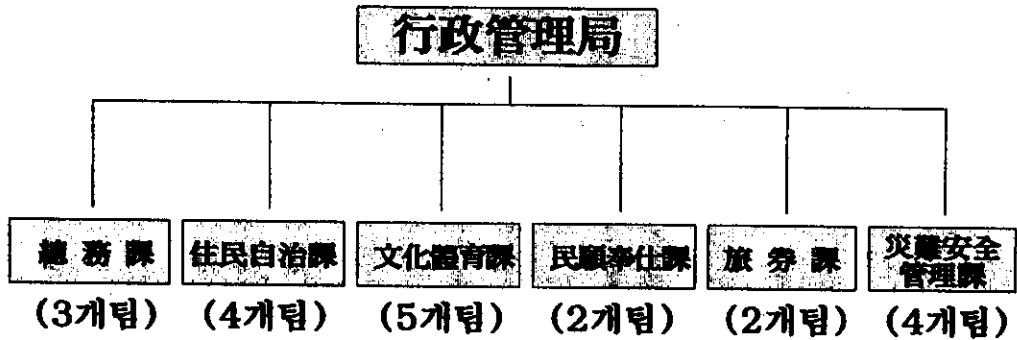 行政管理局
總務課
住民自治課
文化體育課
民願奉仕課
旅券課
災難安全
管理課
(3개팀)
(4개팀)
(5개팀)
(2개팀)
(2개팀)
(4개팀)